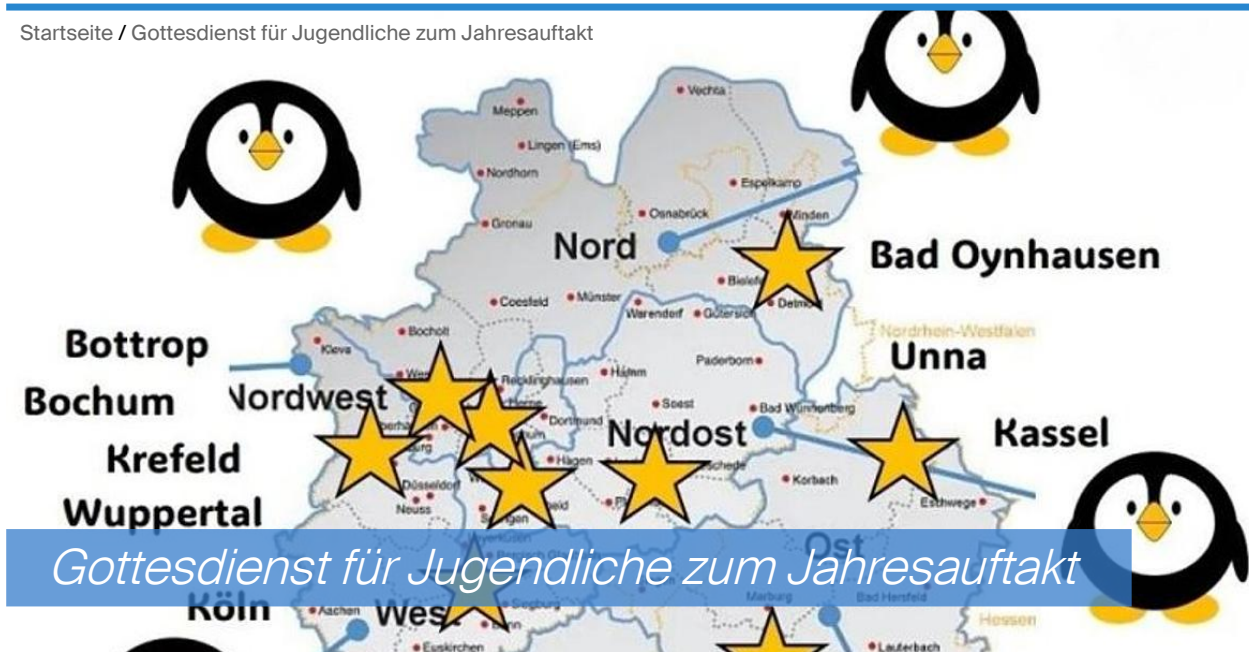 Startseite / Gottesdienst für Jugendliche zum Jahresauftakt
Vechta
Meppen
Lingen (Ems)
Nordhorn
Espelkamp
Osnabrück
Minden
Gronau
Nord
Bad Oynhausen
Coesfeld
Münster
Warendorf
Nordrhein-Westfalen
Bottrop
Bocholt
Kleve
Unna
Paderborn
Recklinghausen
Hamm
Nordwest
Bochum
Soest
Bad Wünnenberg
Dortmund
Nordost
Kassel
Krefeld
Hagen
Korbach
Düsseldorf
Neuss
Eschwege
Wuppertal
Ost
Gottesdienst für Jugendliche zum Jahresauftakt
Marburg
Bad Hersfeld
Köln
Aachen
Wes
Siegburg
Hessen
Euskirchen
Lauterbach